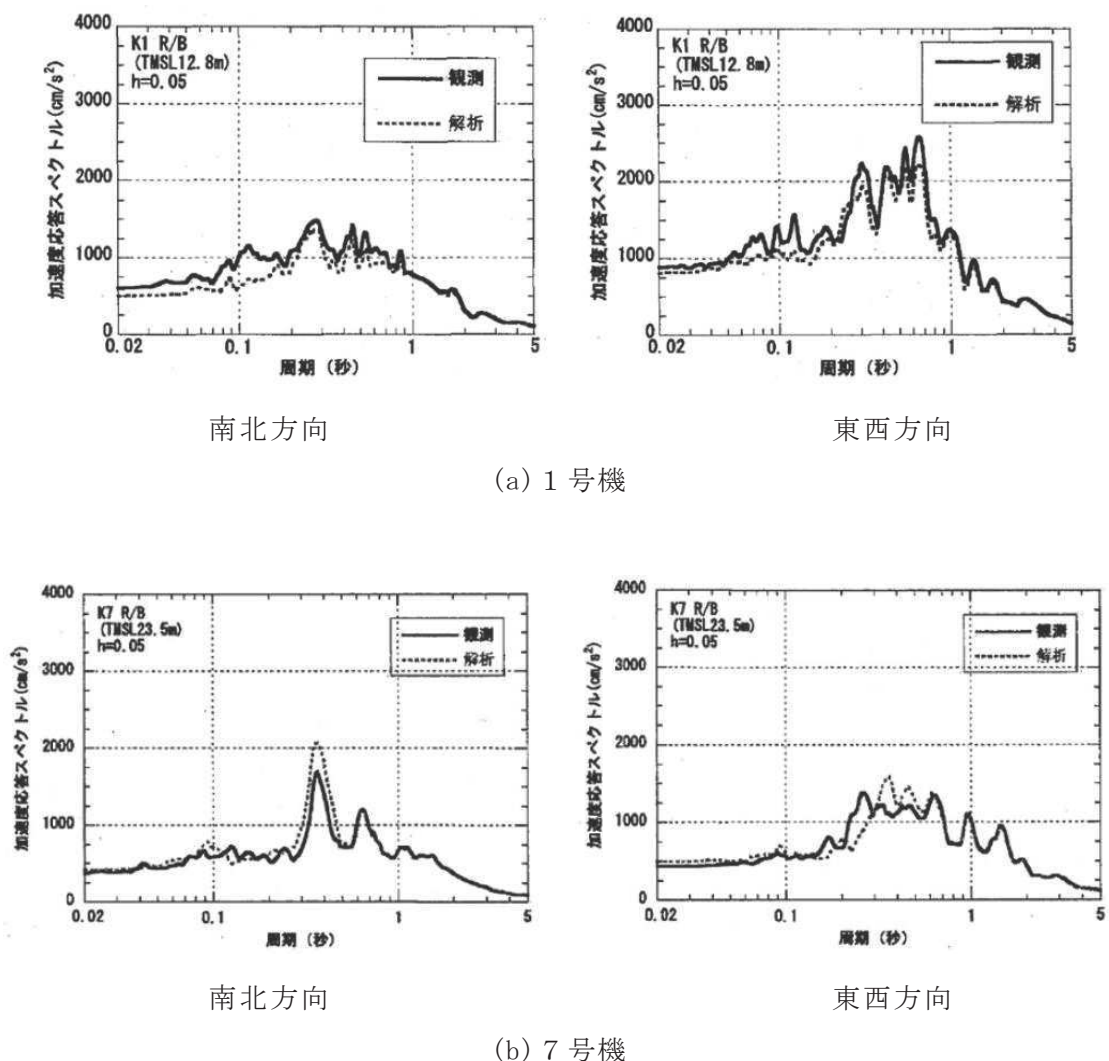 4000
K1 R/B
(TMSL12.8m)
h=0.05
観測
解析
3000
2000
1000
0
0.02
0.1
1
5
加速度応答スペクトル(cm/s²)
周期 (秒)
南北方向
4000
K1 R/B
(TMSL12.8m)
h=0.05
観測
解析
3000
2000
1000
0
0.02
0.1
1
5
加速度応答スペクトル(cm/s²)
周期 (秒)
東西方向
(a) 1 号機
4000
K7 R/B
(TMSL23.5m)
h=0.05
観測
解析
3000
2000
1000
0
0.02
0.1
1
5
加速度応答スペクトル(cm/s²)
周期 (秒)
南北方向
4000
K7 R/B
(TMSL23.5m)
h=0.05
観測
解析
3000
2000
1000
0
0.02
0.1
1
5
加速度応答スペクトル(cm/s²)
周期 (秒)
東西方向
(b) 7 号機